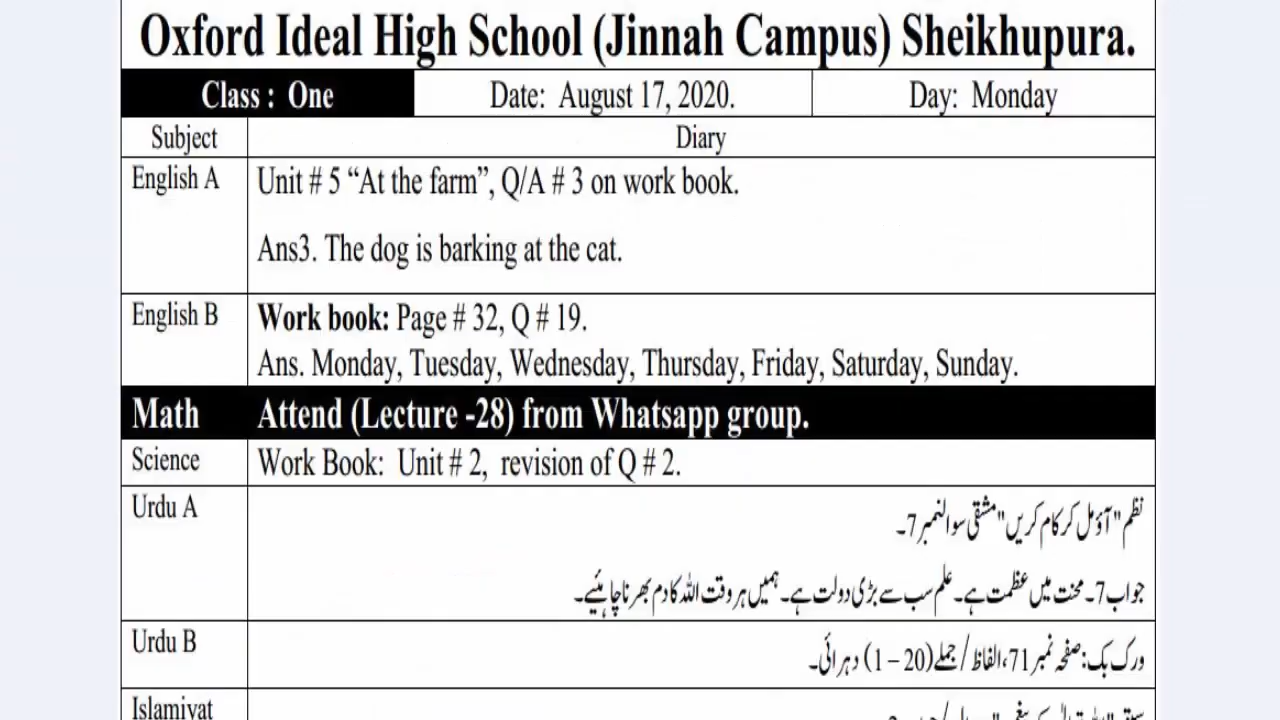 Oxford Ideal High School (Jinnah Campus) Sheikhupura.
Class : One Date: August 17, 2020. Day: Monday
Subject Diary
English A Unit # 5 “At the farm”, Q/A # 3 on work book.
Ans3. The dog is barking at the cat.
English B Work book: Page # 32, Q # 19.
Ans. Monday, Tuesday, Wednesday, Thursday, Friday, Saturday, Sunday.
Math Attend (Lecture -28) from Whatsapp group.
Science Work Book: Unit # 2, revision of Q # 2.
Urdu A نظم "آؤ مل کر کام کریں" مشقی سوالنمبر 7۔
جواب 7۔ محنت میں عظمت ہے۔ علم سب سے بڑی دولت ہے۔ ہمیں ہر وقت اللہ کا دم بھرنا چاہئیے۔
Urdu B ورک بک: صفحہ نمبر 71، الفاظ / جملے (20 – 1) دہرائی۔
Islamiyat